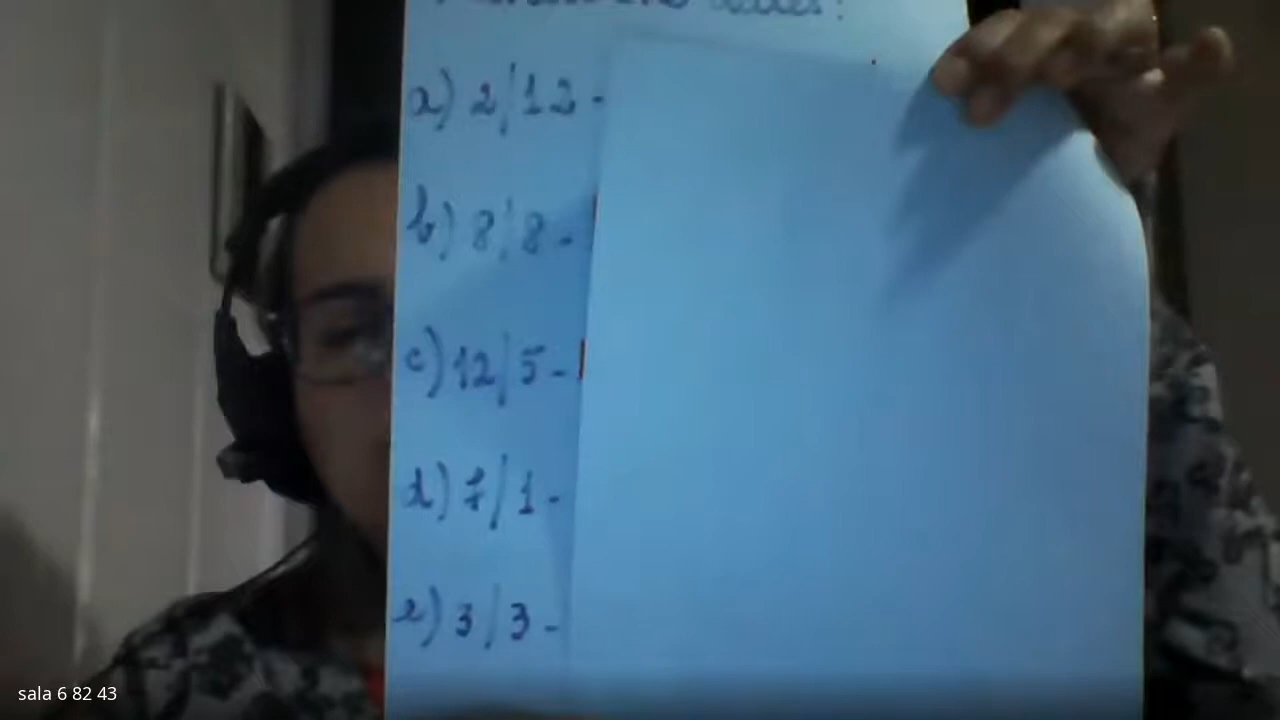 a) 2/12 -
b) 8/8 -
c) 12/5 -
d) 7/1 -
e) 3/3 -
sala 6 82 43